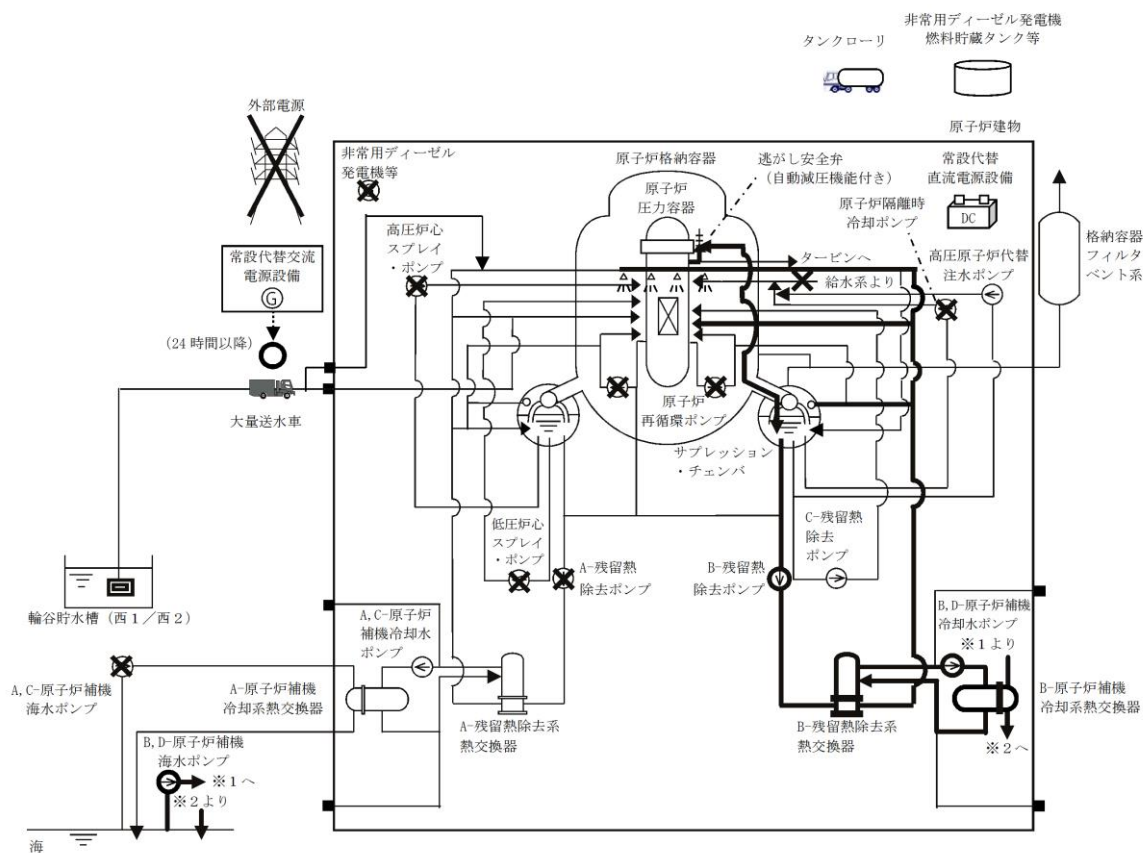 非常用ディーゼル発電機
燃料貯蔵タンク等
タンクローリ
外部電源
原子炉建物
非常用ディーゼル
発電機等
原子炉格納容器
逃がし安全弁
(自動減圧機能付き)
常設代替
直流電源設備
DC
原子炉
圧力容器
原子炉隔離時
冷却ポンプ
高圧炉心
スプレイ
・ポンプ
常設代替交流
電源設備
G
タービンへ
給水系より
高圧原子炉代替
注水ポンプ
格納容器
フィルタ
ベント系
(24時間以降)
大量送水車
原子炉
再循環ポンプ
サプレッション
・チェンバ
低圧炉心
スプレイ
・ポンプ
A-残留熱
除去ポンプ
B-残留熱
除去ポンプ
C-残留熱
除去
ポンプ
輪谷貯水槽(西1/西2)
A,C-原子炉
補機冷却水
ポンプ
B,D-原子炉補機
冷却水ポンプ
※1より
A,C-原子炉補機
海水ポンプ
A-原子炉補機
冷却系熱交換器
A-残留熱除去系
熱交換器
B-残留熱除去系
熱交換器
B-原子炉補機
冷却系熱交換器
※2へ
B,D-原子炉補機
海水ポンプ
※1へ
※2より
海